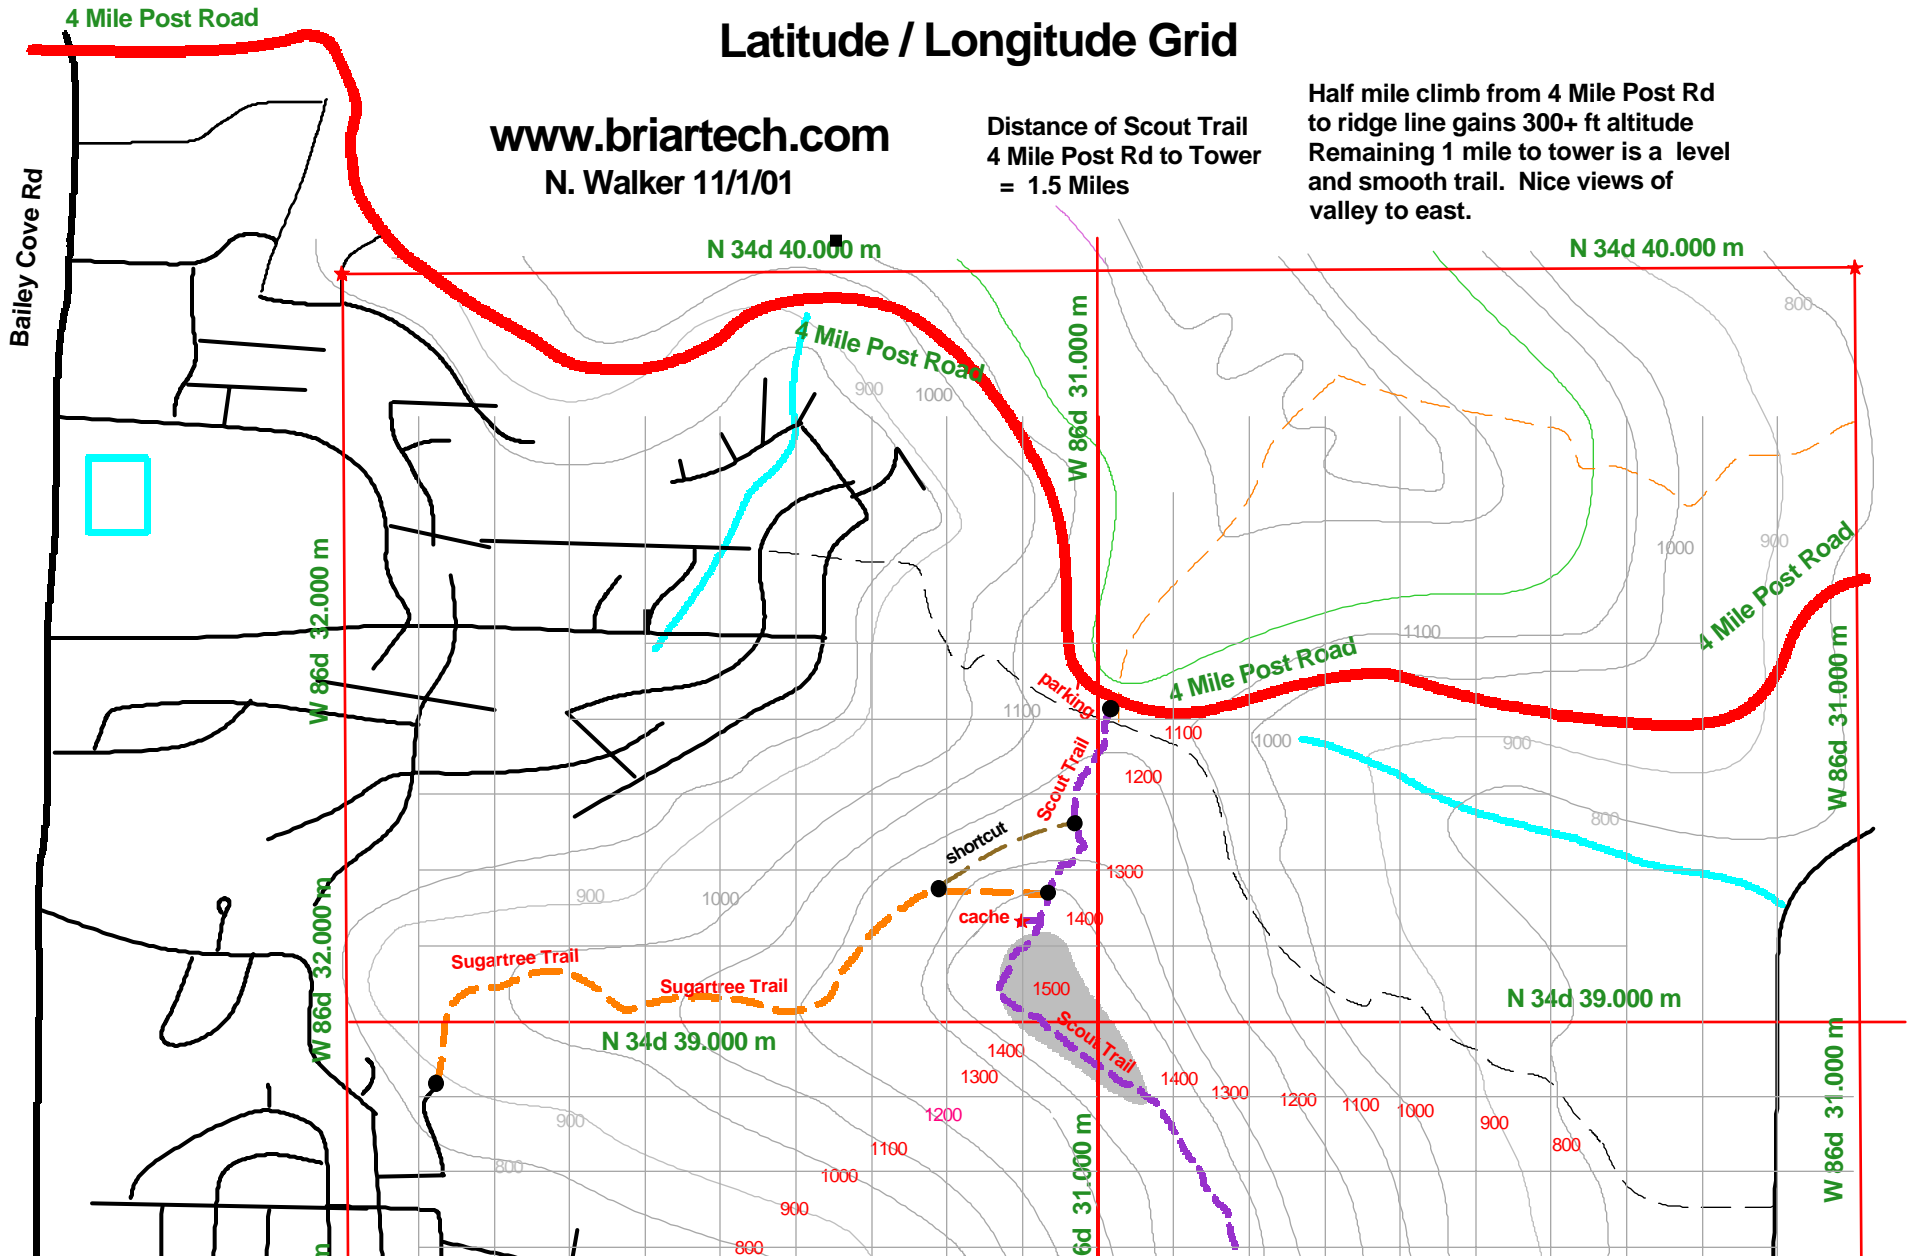 4 Mile Post Road
Latitude / Longitude Grid
www.briartech.com
N. Walker 11/1/01
Distance of Scout Trail
4 Mile Post Rd to Tower
= 1.5 Miles
Half mile climb from 4 Mile Post Rd
to ridge line gains 300+ ft altitude
Remaining 1 mile to tower is a level
and smooth trail. Nice views of
valley to east.
Bailey Cove Rd
N 34d 40.000 m
N 34d 40.000 m
800
W 86d 31.000 m
4 Mile Post Road
900
1000
W 86d 32.000 m
1000
900
4 Mile Post Road
1100
4 Mile Post Road
W 86d 31.000 m
parking
1100
1100
1000
900
Scout Trail
1200
800
shortcut
1300
900
1000
cache
1400
W 86d 32.000 m
Sugartree Trail
Sugartree Trail
1500
N 34d 39.000 m
N 34d 39.000 m
Scout Trail
1400
1300
1400
1300
1200
1100
1000
900
800
W 86d 31.000 m
1200
900
1100
800
1000
900
800
6d 31.000 m
m